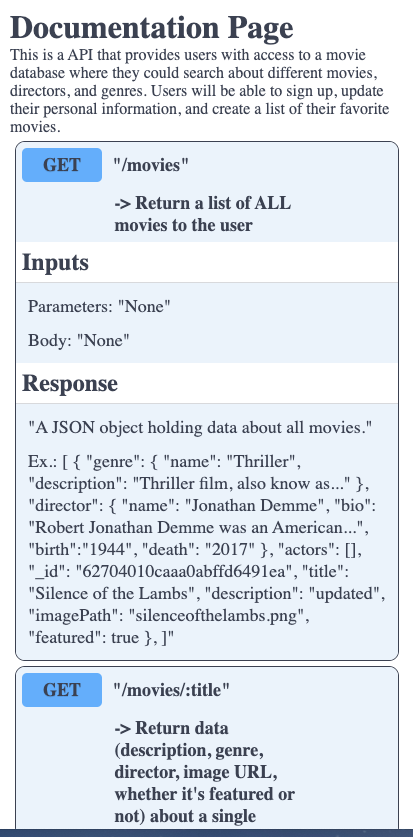 Documentation Page
This is a API that provides users with access to a movie
database where they could search about different movies,
directors, and genres. Users will be able to sign up, update
their personal information, and create a list of their favorite
movies.
GET "/movies"
-> Return a list of ALL
movies to the user
Inputs
Parameters: "None"
Body: "None"
Response
"A JSON object holding data about all movies."
Ex.: [ { "genre": { "name": "Thriller",
"description": "Thriller film, also know as..." },
"director": { "name": "Jonathan Demme", "bio":
"Robert Jonathan Demme was an American...",
"birth":"1944", "death": "2017" }, "actors": [],
"_id": "62704010caaa0abffd6491ea", "title":
"Silence of the Lambs", "description": "updated",
"imagePath": "silenceofthelambs.png",
"featured": true }, ]"
GET "/movies/:title"
-> Return data
(description, genre,
director, image URL,
whether it's featured or
not) about a single